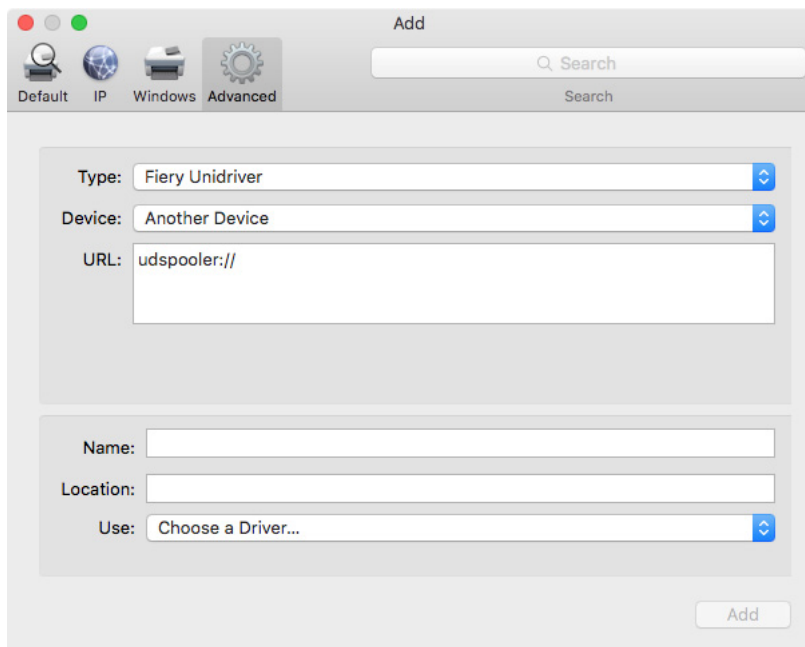 Add
Default IP Windows Advanced
Search
Search
Type: Fiery Unidriver
Device: Another Device
URL: udspooler://
Name:
Location:
Use: Choose a Driver...
Add